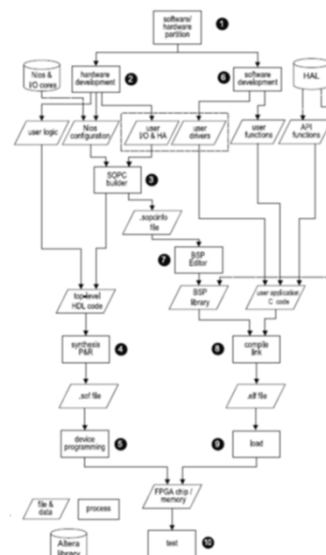 software/
hardware
partition
1
Nios &
I/O cores
hardware
development
2
6
software
development
HAL
user logic
Nios
configuration
user
I/O & HA
user
drivers
user
functions
API
functions
SOPC
builder
3
.sopcinfo
file
7
BSP
Editor
top-level
HDL code
BSP
library
user application
C code
synthesis
P&R
4
8
compile
link
.sof file
.elf file
device
programming
5
9
load
FPGA chip /
memory
file &
data
process
Altera
library
test
10